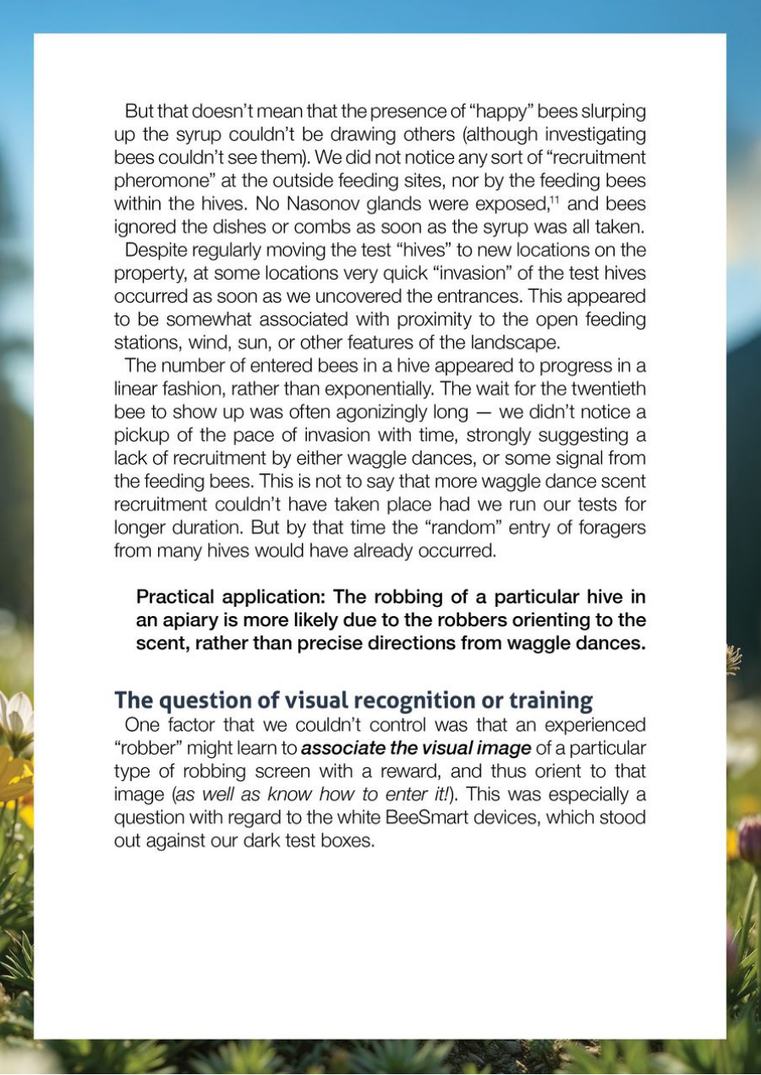 But that doesn’t mean that the presence of “happy” bees slurping
up the syrup couldn’t be drawing others (although investigating
bees couldn’t see them). We did not notice any sort of “recruitment
pheromone” at the outside feeding sites, nor by the feeding bees
within the hives. No Nasonov glands were exposed,¹¹ and bees
ignored the dishes or combs as soon as the syrup was all taken.
Despite regularly moving the test “hives” to new locations on the
property, at some locations very quick “invasion” of the test hives
occurred as soon as we uncovered the entrances. This appeared
to be somewhat associated with proximity to the open feeding
stations, wind, sun, or other features of the landscape.
The number of entered bees in a hive appeared to progress in a
linear fashion, rather than exponentially. The wait for the twentieth
bee to show up was often agonizingly long — we didn’t notice a
pickup of the pace of invasion with time, strongly suggesting a
lack of recruitment by either waggle dances, or some signal from
the feeding bees. This is not to say that more waggle dance scent
recruitment couldn’t have taken place had we run our tests for
longer duration. But by that time the “random” entry of foragers
from many hives would have already occurred.
Practical application: The robbing of a particular hive in
an apiary is more likely due to the robbers orienting to the
scent, rather than precise directions from waggle dances.
The question of visual recognition or training
One factor that we couldn’t control was that an experienced
“robber” might learn to associate the visual image of a particular
type of robbing screen with a reward, and thus orient to that
image (as well as know how to enter it!). This was especially a
question with regard to the white BeeSmart devices, which stood
out against our dark test boxes.